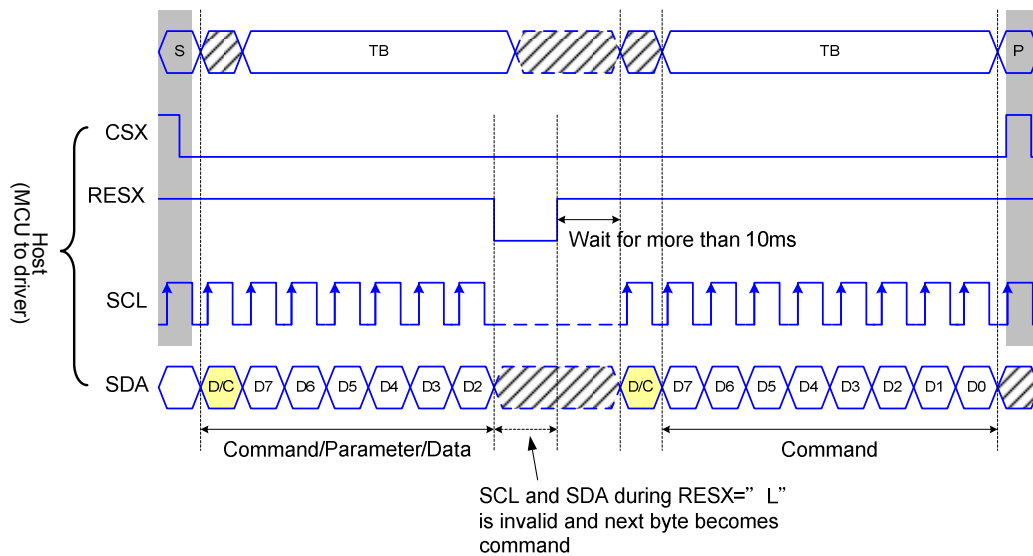 S TB TB P
CSX
RESX
Wait for more than 10ms
Host
(MCU to driver)
SCL
SDA D/C D7 D6 D5 D4 D3 D2 D/C D7 D6 D5 D4 D3 D2 D1 D0
Command/Parameter/Data Command
SCL and SDA during RESX=” L”
is invalid and next byte becomes
command